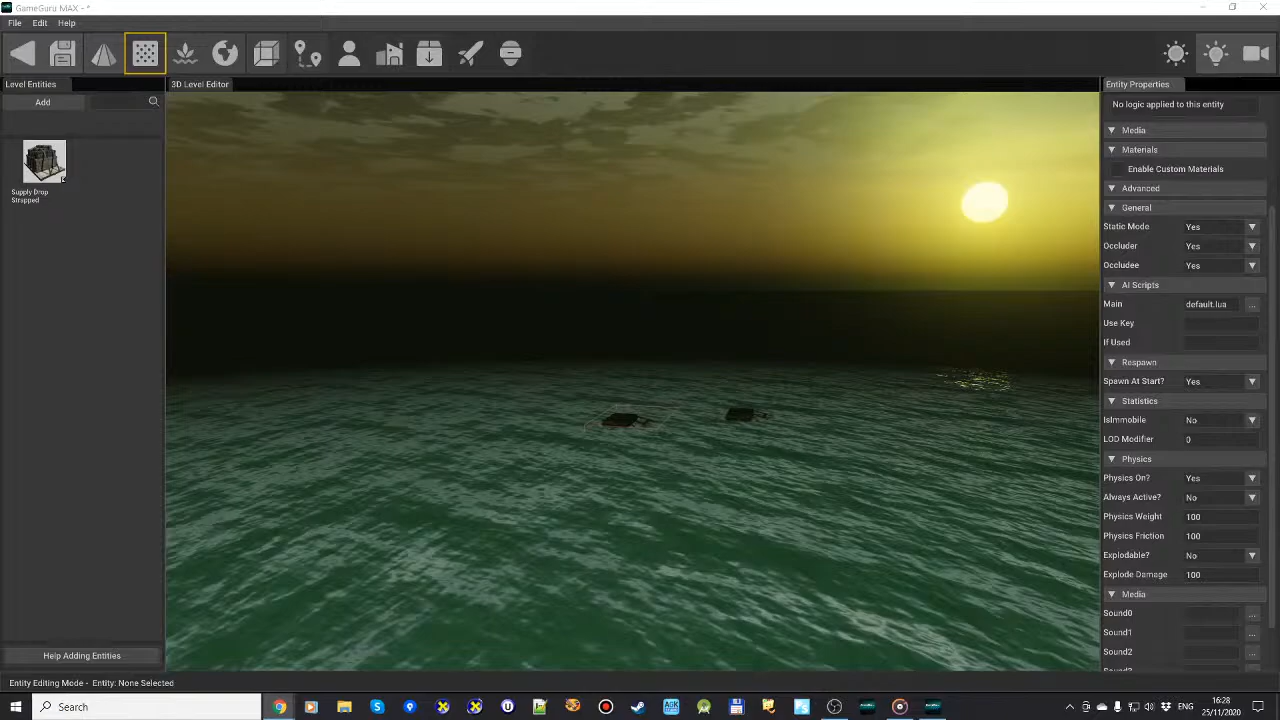 GameGuru MAX - *
File Edit Help
Level Entities
3D Level Editor
Entity Properties
Add
No logic applied to this entity
Media
Materials
Enable Custom Materials
Advanced
General
Static Mode Yes
Occluder Yes
Occludee Yes
AI Scripts
Main default.lua ...
Use Key
If Used
Respawn
Spawn At Start? Yes
Statistics
IsImmobile No
LOD Modifier 0
Physics
Physics On? Yes
Always Active? No
Physics Weight 100
Physics Friction 100
Explodable? No
Explode Damage 100
Media
Sound0 ...
Sound1 ...
Sound2 ...
Supply Drop
Strapped
Help Adding Entities
Entity Editing Mode - Entity: None Selected
Search
16:28
25/11/2020